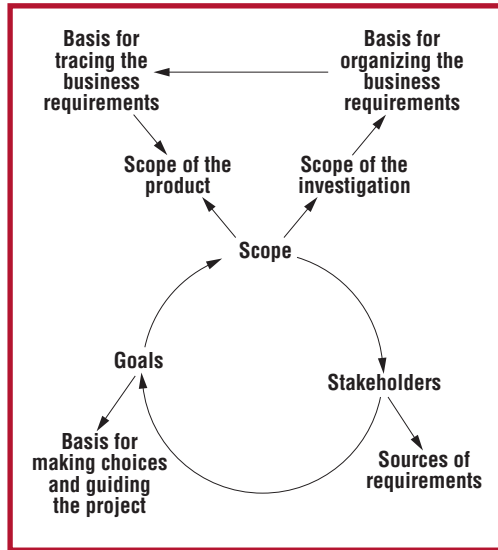 Basis for
tracing the
business
requirements
Basis for
organizing the
business
requirements
Scope of the
product
Scope of the
investigation
Scope
Goals
Stakeholders
Basis for
making choices
and guiding
the project
Sources of
requirements